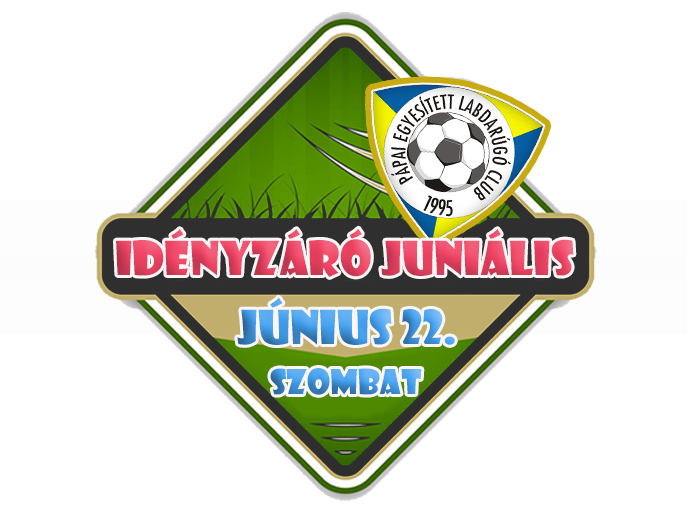 PÁPAI EGYESÍTETT LABDARÚGÓ CLUB
1995
IDÉNYZÁRÓ JUNIÁLIS
JÚNIUS 22.
SZOMBAT